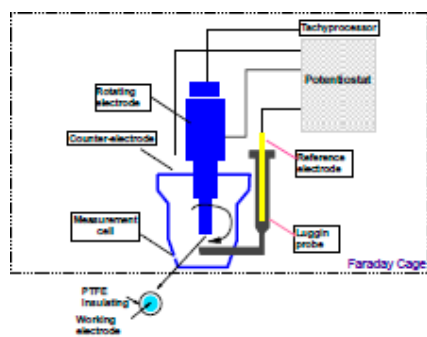 Tachyprocessor
Potentiostat
Rotating
electrode
Counter-electrode
Reference
electrode
Measurement
cell
Luggin
probe
Faraday Cage
PTFE
Insulating
Working
electrode